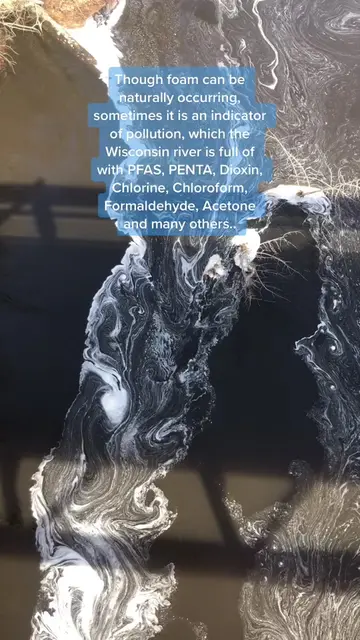 Though foam can be
naturally occurring,
sometimes it is an indicator
of pollution, which the
Wisconsin river is full of
with PFAS, PENTA, Dioxin,
Chlorine, Chloroform,
Formaldehyde, Acetone
and many others..